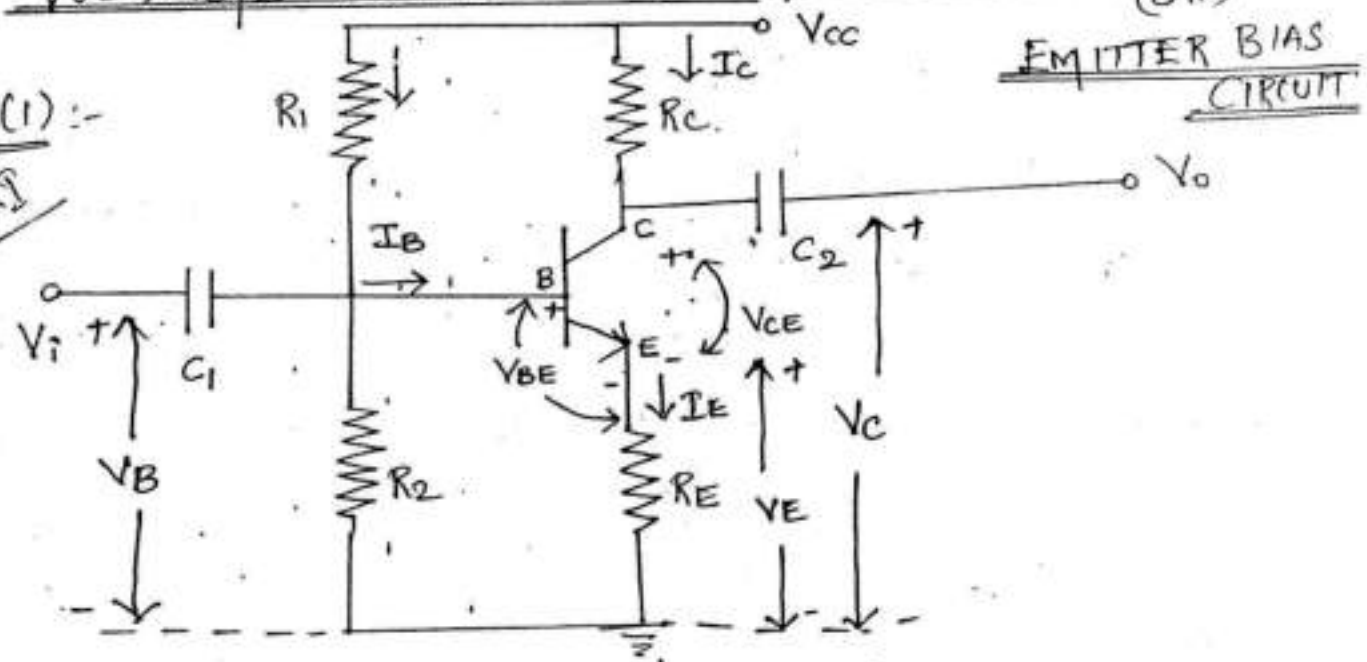 (OR)
EMITTER BIAS
CIRCUIT
(1) :-
VCC
IC
R1
RC.
Vo
IB
C
C2
B
+
+
+
VCE
Vi
+
C1
E
-
VBE
-
+
IE
VC
VB
R2
RE
VE